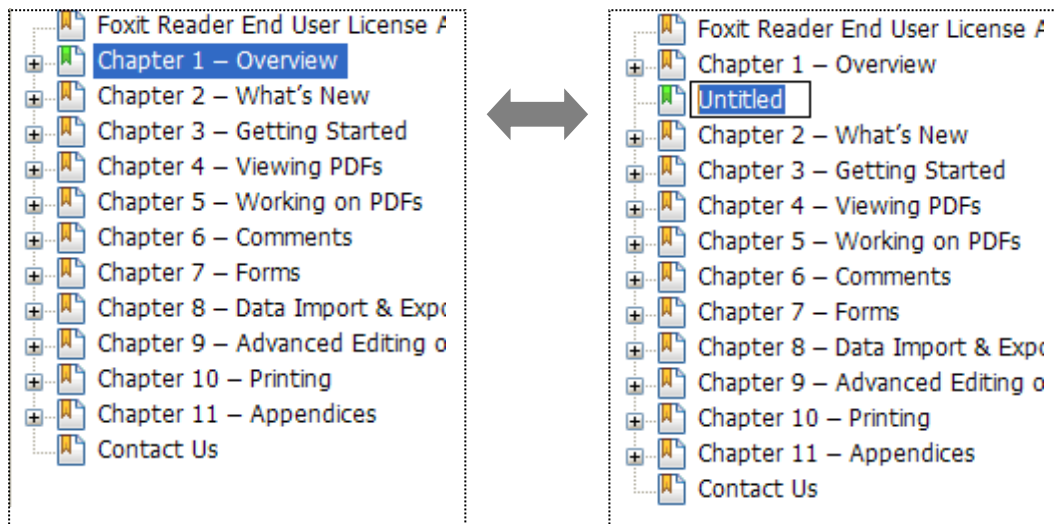 Foxit Reader End User License A
Chapter 1 – Overview
Chapter 2 – What's New
Chapter 3 – Getting Started
Chapter 4 – Viewing PDFs
Chapter 5 – Working on PDFs
Chapter 6 – Comments
Chapter 7 – Forms
Chapter 8 – Data Import & Expo
Chapter 9 – Advanced Editing o
Chapter 10 – Printing
Chapter 11 – Appendices
Contact Us
Foxit Reader End User License A
Chapter 1 – Overview
Untitled
Chapter 2 – What's New
Chapter 3 – Getting Started
Chapter 4 – Viewing PDFs
Chapter 5 – Working on PDFs
Chapter 6 – Comments
Chapter 7 – Forms
Chapter 8 – Data Import & Expo
Chapter 9 – Advanced Editing o
Chapter 10 – Printing
Chapter 11 – Appendices
Contact Us